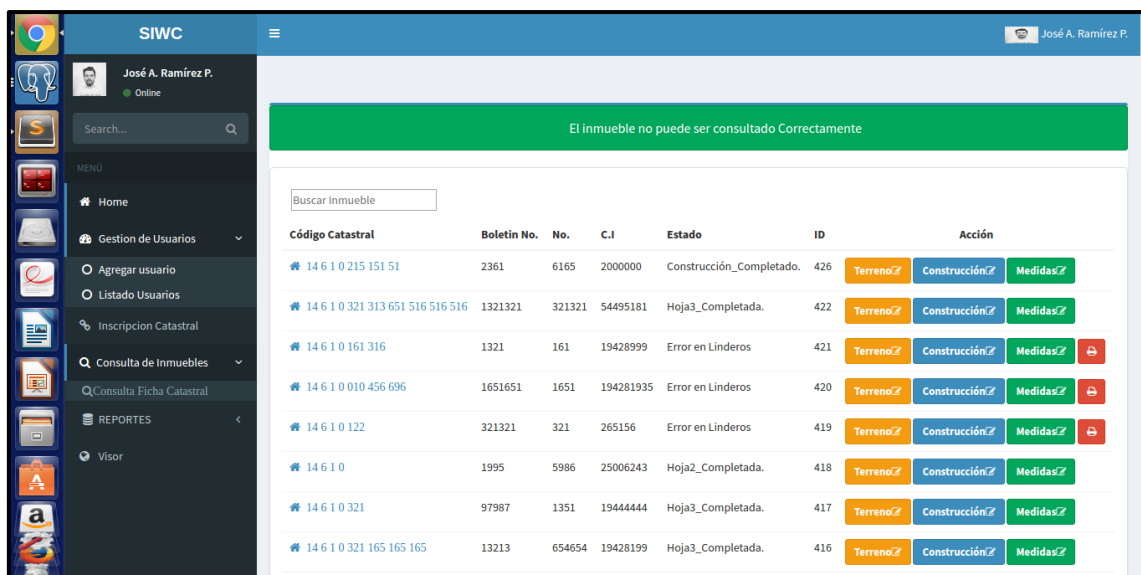 SIWC
José A. Ramírez P.
José A. Ramírez P.
Online
Search...
MENÚ
Home
Gestion de Usuarios
Agregar usuario
Listado Usuarios
Inscripcion Catastral
Consulta de Inmuebles
Consulta Ficha Catastral
REPORTES
Visor
El inmueble no puede ser consultado Correctamente
Buscar Inmueble
Código Catastral Boletin No. No. C.I Estado ID Acción
14 6 1 0 215 151 51 2361 6165 2000000 Construcción_Completado. 426 Terreno Construcción Medidas
14 6 1 0 321 313 651 516 516 516 1321321 321321 54495181 Hoja3_Completada. 422 Terreno Construcción Medidas
14 6 1 0 161 316 1321 161 19428999 Error en Linderos 421 Terreno Construcción Medidas
14 6 1 0 010 456 696 1651651 1651 194281935 Error en Linderos 420 Terreno Construcción Medidas
14 6 1 0 122 321321 321 265156 Error en Linderos 419 Terreno Construcción Medidas
14 6 1 0 1995 5986 25006243 Hoja2_Completada. 418 Terreno Construcción Medidas
14 6 1 0 321 97987 1351 19444444 Hoja3_Completada. 417 Terreno Construcción Medidas
14 6 1 0 321 165 165 165 13213 654654 19428199 Hoja3_Completada. 416 Terreno Construcción Medidas